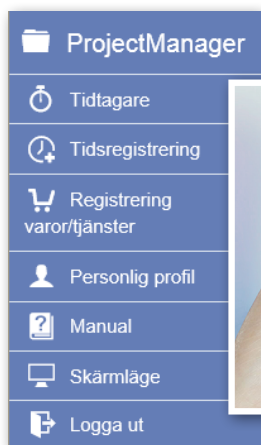 ProjectManager
Tidtagare
Tidsregistrering
Registrering
varor/tjänster
Personlig profil
Manual
Skärmläge
Logga ut